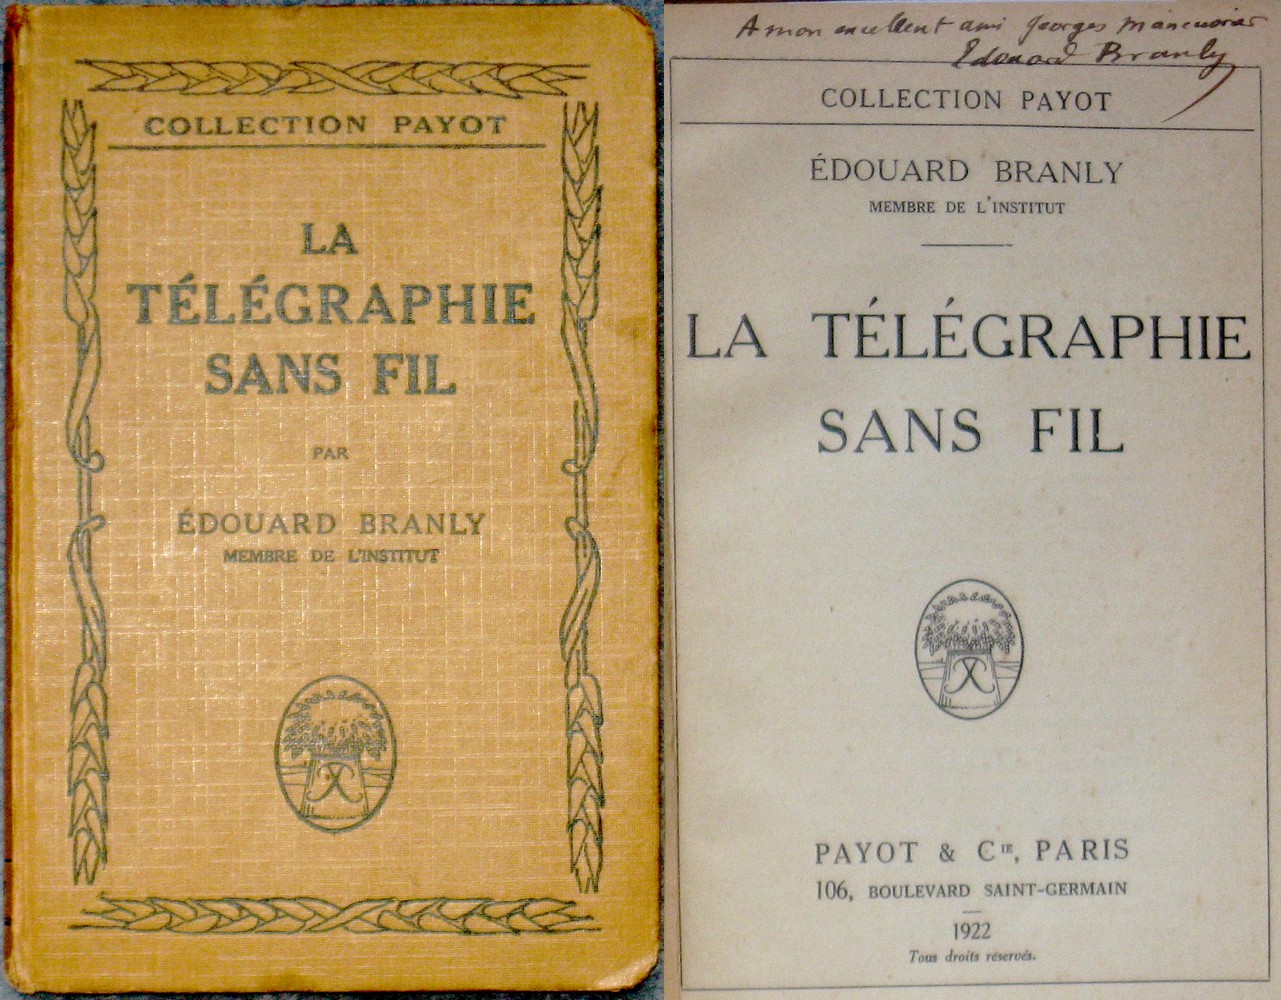 COLLECTION PAYOT
LA
TÉLÉGRAPHIE
SANS FIL
PAR
ÉDOUARD BRANLY
MEMBRE DE L'INSTITUT
A mon excellent ami Georges
Edouard Branly
COLLECTION PAYOT
ÉDOUARD BRANLY
MEMBRE DE L'INSTITUT
LA TÉLÉGRAPHIE
SANS FIL
PAYOT & CIE, PARIS
106, BOULEVARD SAINT-GERMAIN
1922
Tous droits réservés.